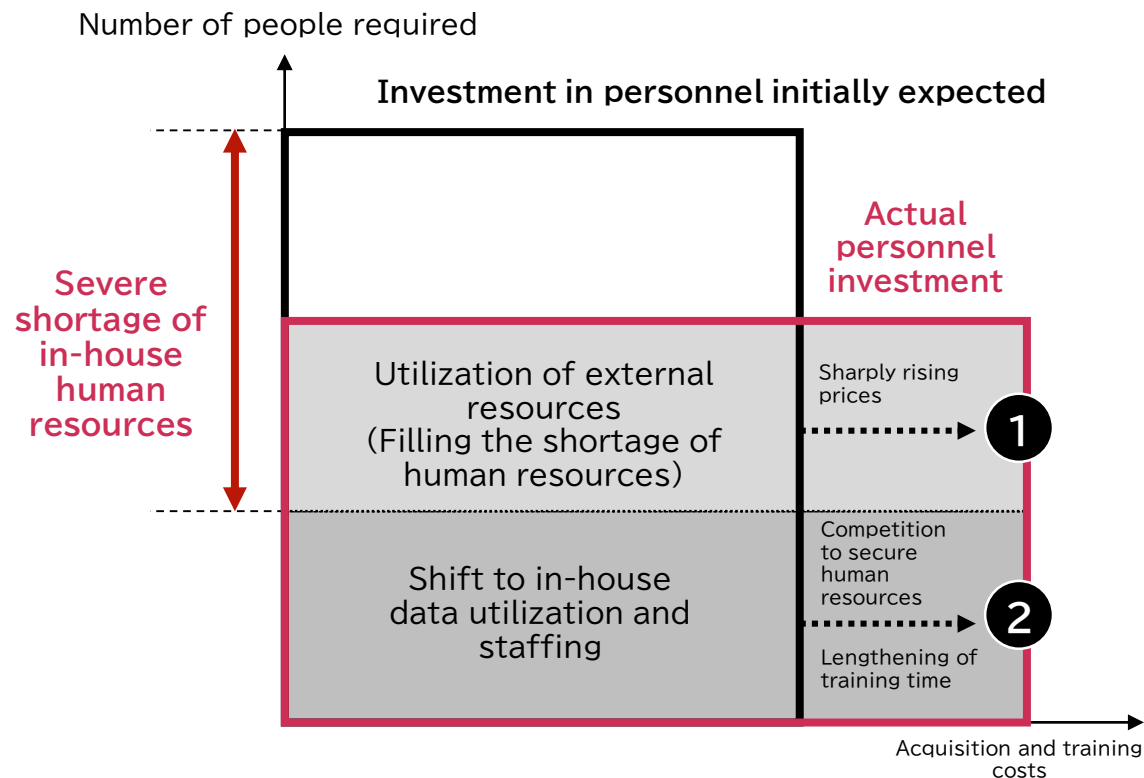 Number of people required
Investment in personnel initially expected
Actual
personnel
investment
Severe
shortage of
in-house
human
resources
Utilization of external
resources
(Filling the shortage of
human resources)
Sharply rising
prices
1
Shift to in-house
data utilization and
staffing
Competition
to secure
human
resources
2
Lengthening of
training time
Acquisition and training
costs